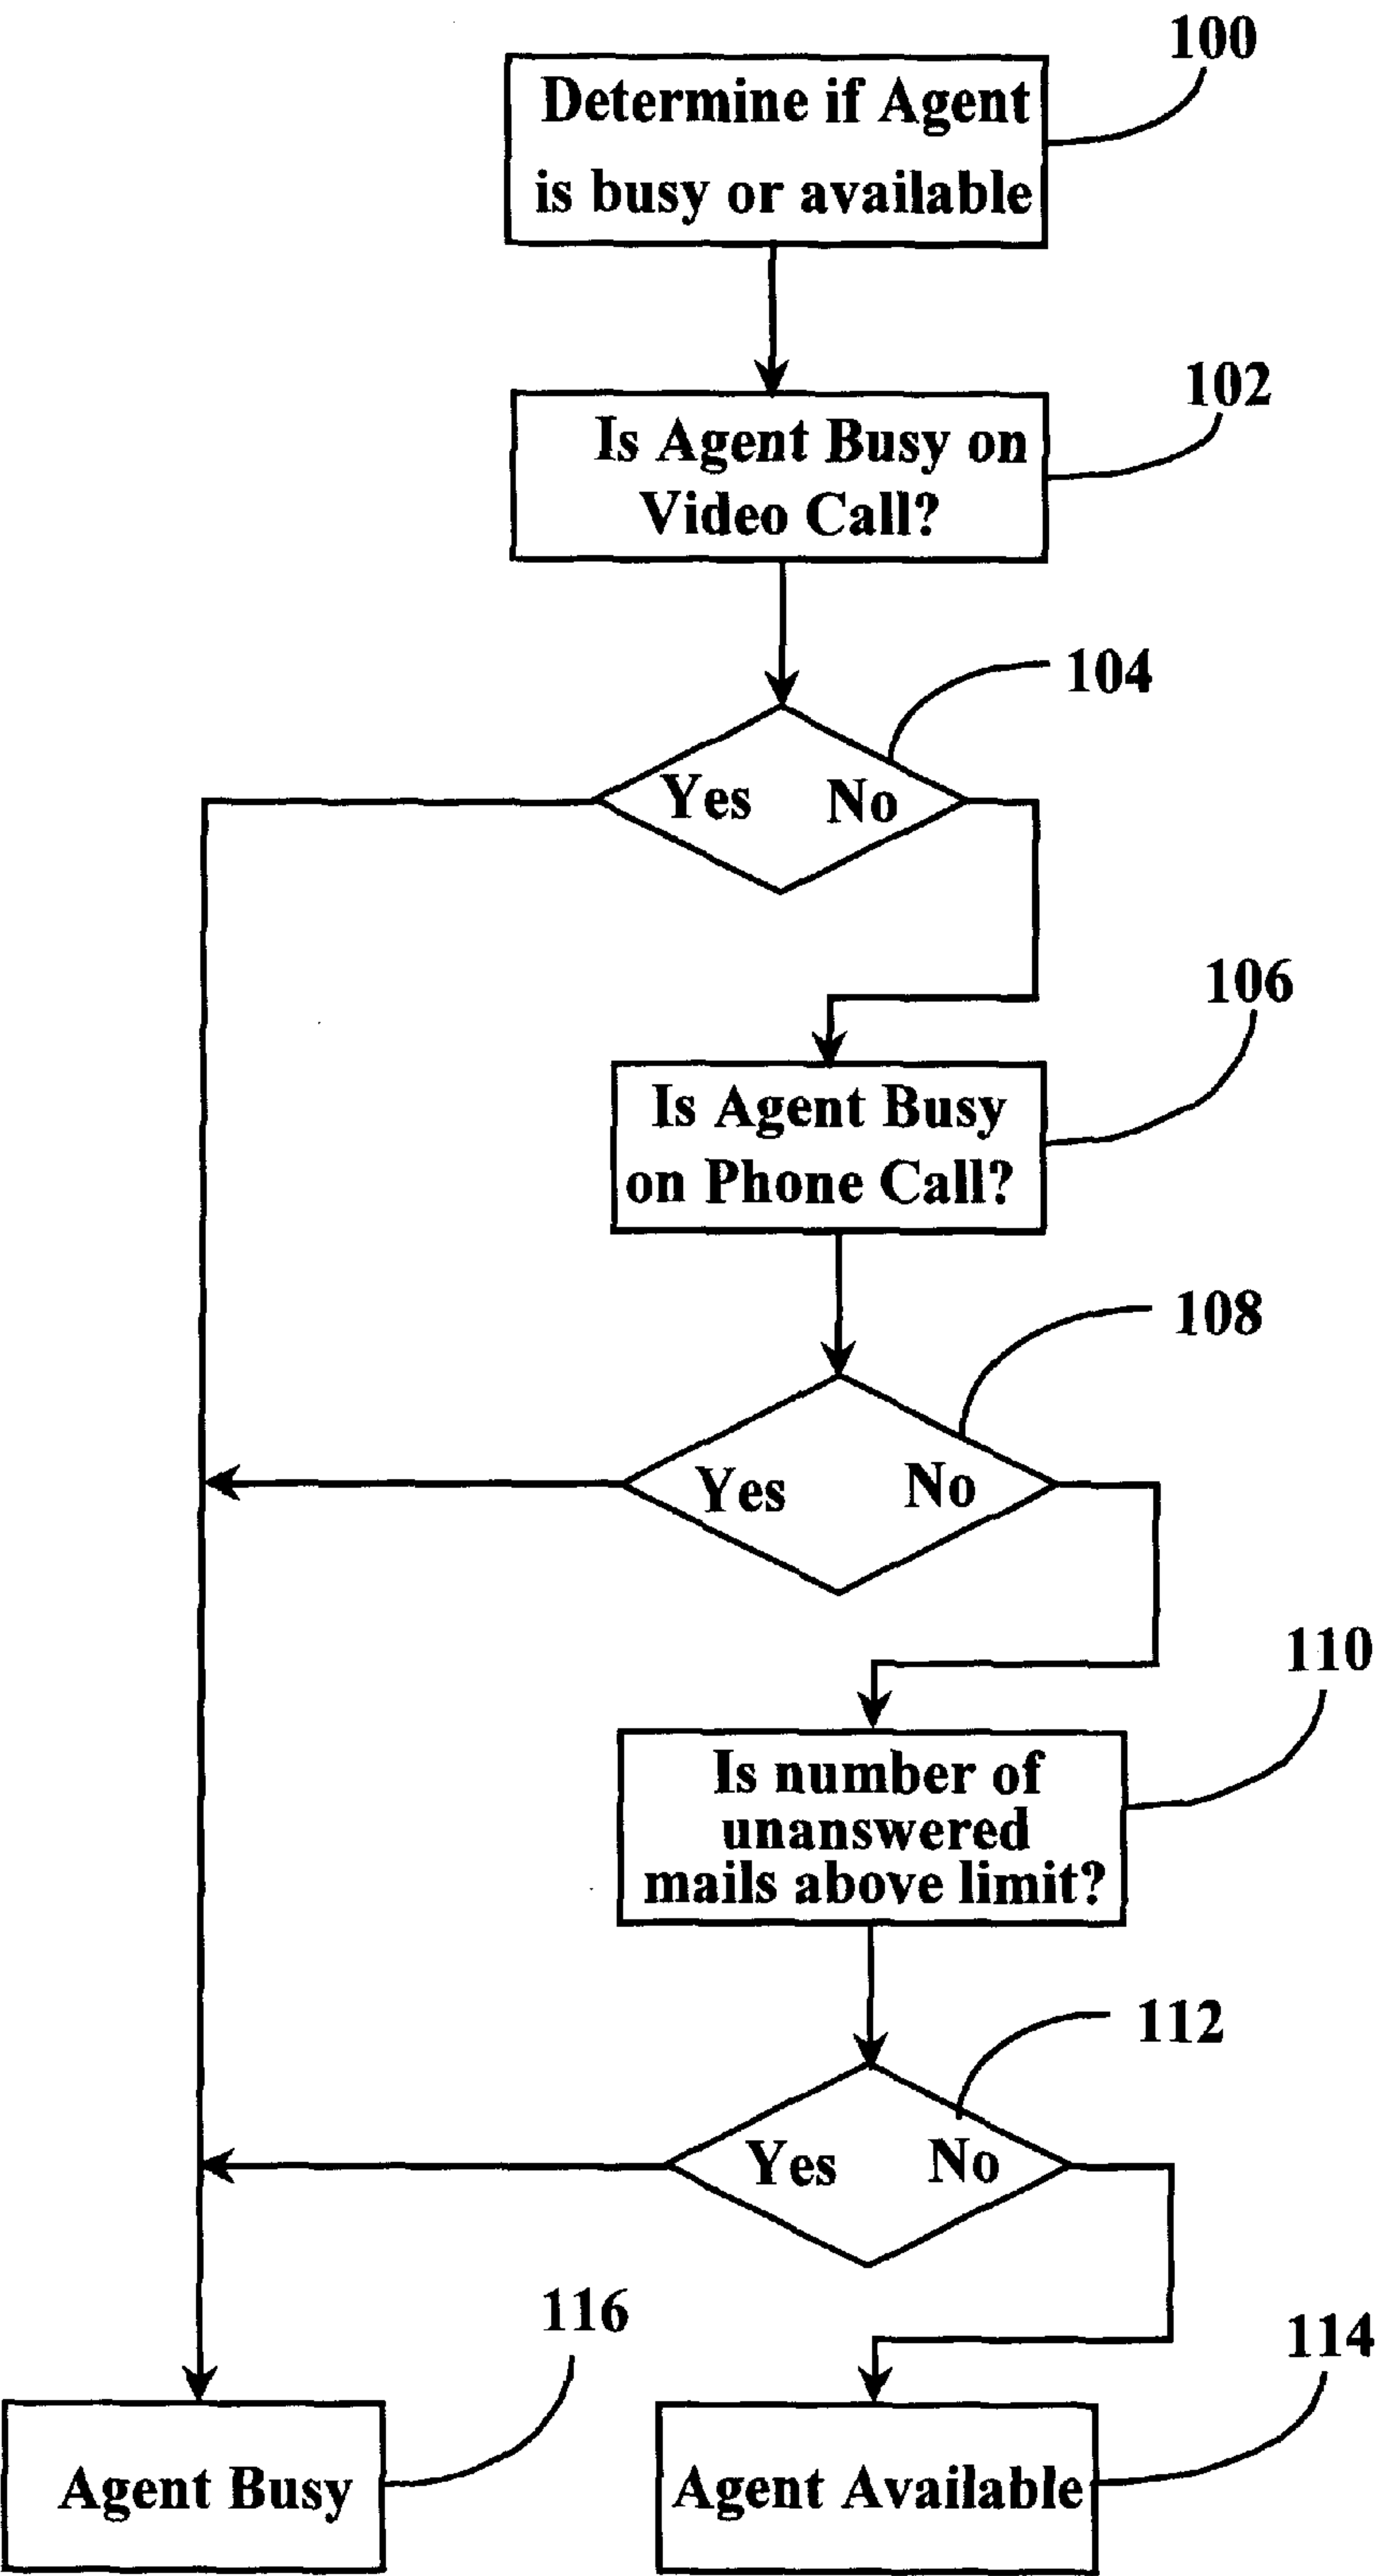 100
Determine if Agent
is busy or available
102
Is Agent Busy on
Video Call?
104
Yes No
106
Is Agent Busy
on Phone Call?
108
Yes No
110
Is number of
unanswered
mails above limit?
112
Yes No
116
114
Agent Busy
Agent Available